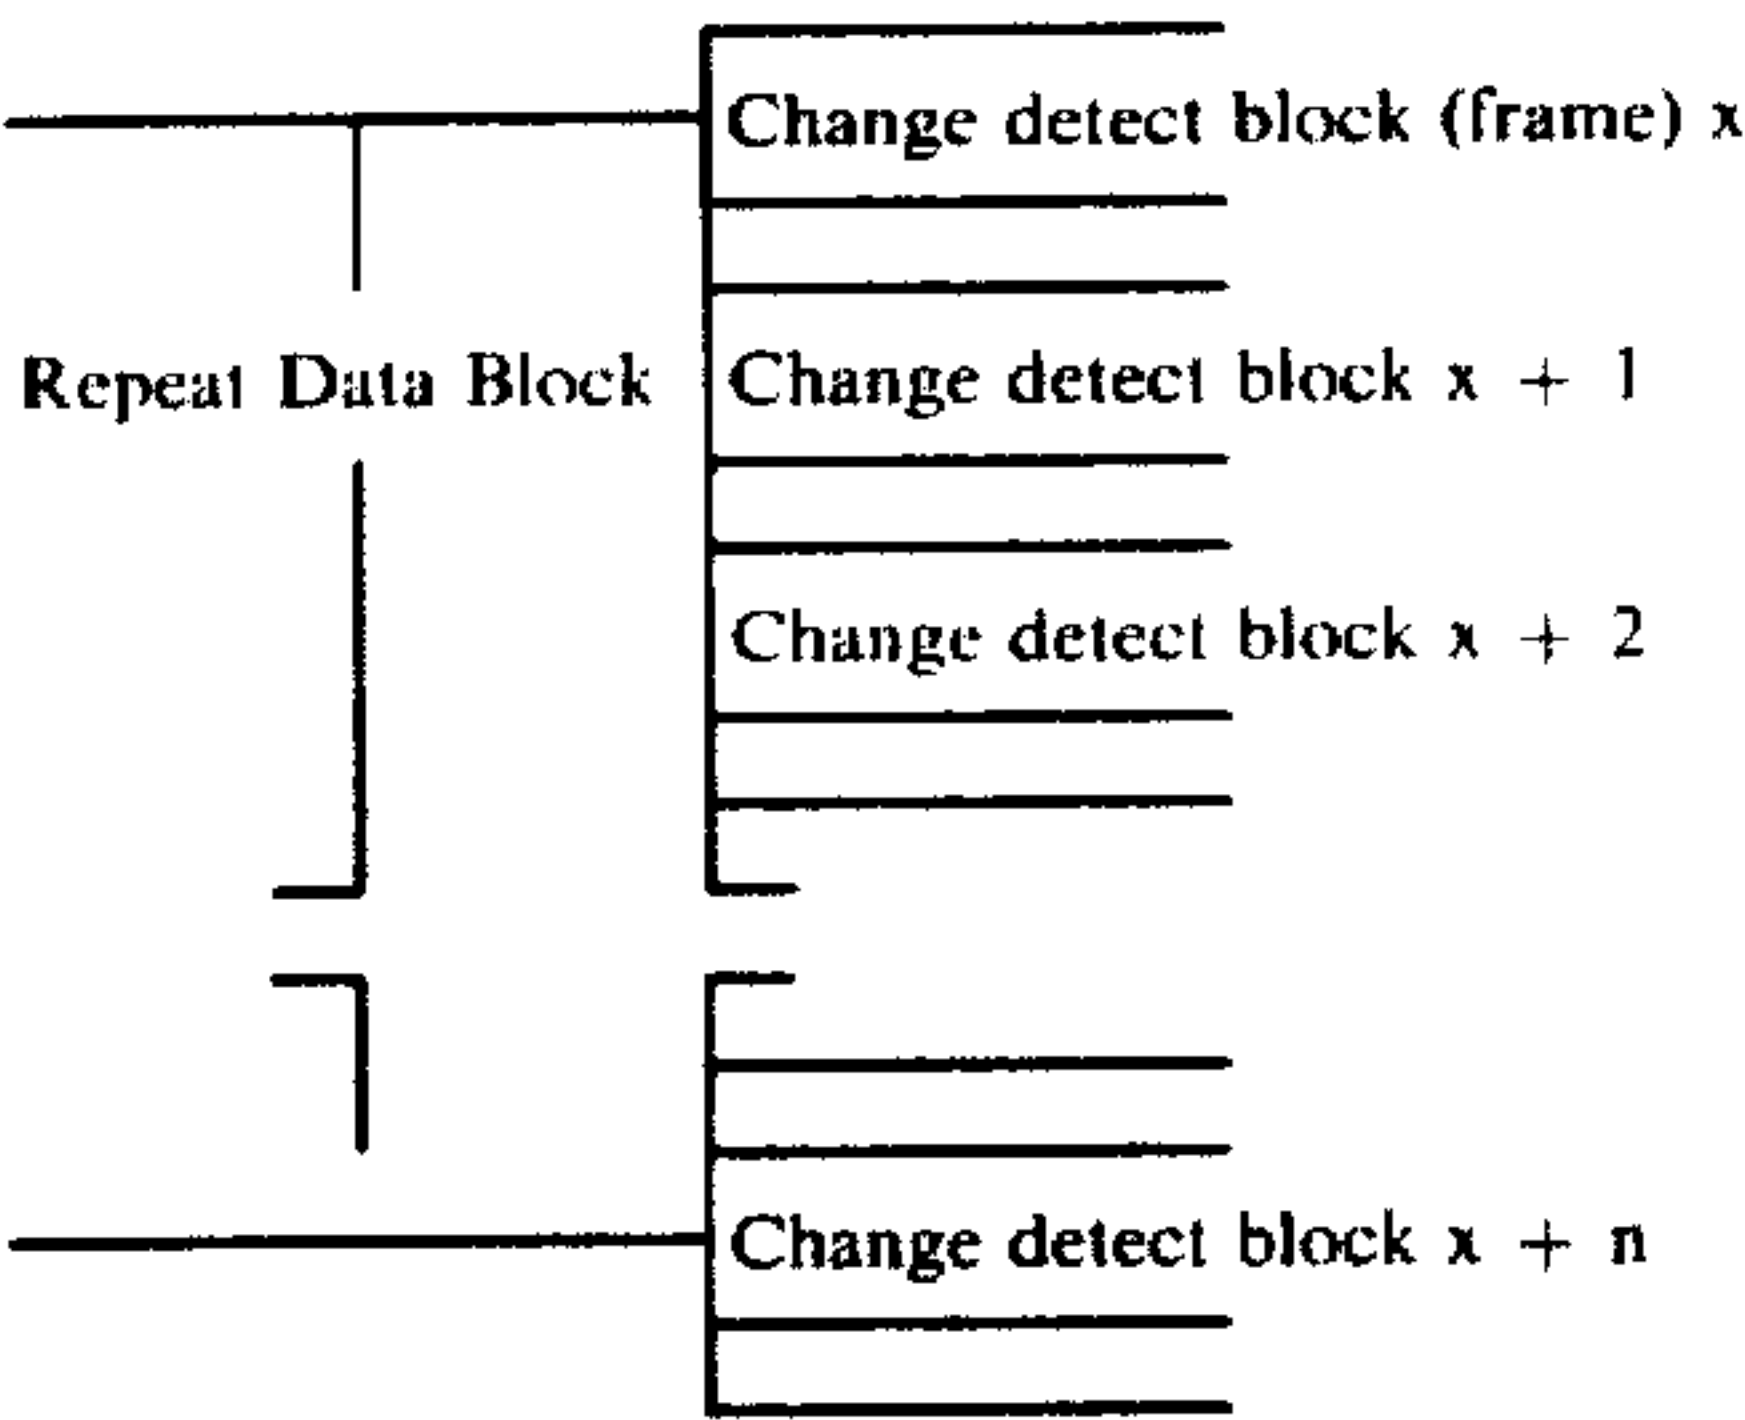 Change detect block (frame) x
Repeat Data Block
Change detect block x + 1
Change detect block x + 2
Change detect block x + n